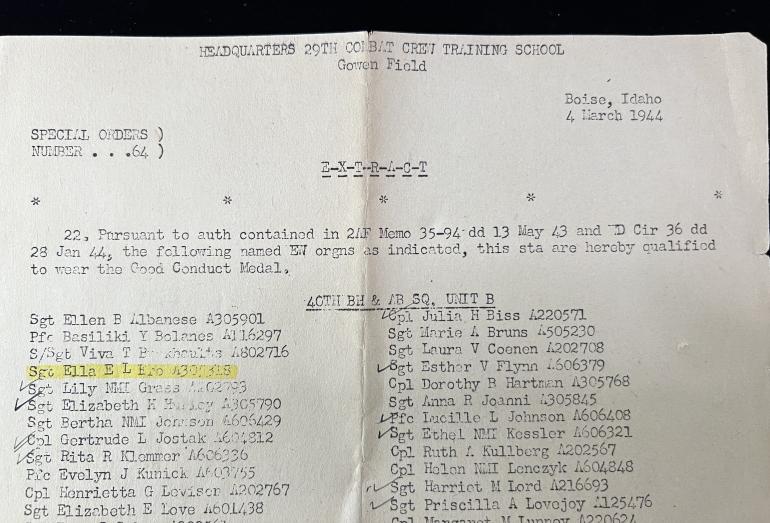 HEADQUARTERS 29TH COMBAT CREW TRAINING SCHOOL
Gowen Field
Boise, Idaho
4 March 1944
SPECIAL ORDERS )
NUMBER . . .64 )
E-X-T-R-A-C-T
* * * * *
22. Pursuant to auth contained in 2AF Memo 35-94 dd 13 May 43 and D Cir 36 dd
28 Jan 44, the following named EW orgns as indicated, this sta are hereby qualified
to wear the Good Conduct Medal.
40TH BH & AB SQ, UNIT B
Sgt Ellen B Albanese A305901
Pfc Basiliki Y Bolanes A116297
S/Sgt Viva T A802716
Sgt Ella E L
Sgt Lily NMI Grass
Sgt Elizabeth K A305790
Sgt Bertha NMI Johnson A606429
Cpl Gertrude L Jostak A604812
Sgt Rita R Klemmer A606336
Pfc Evelyn J Kunick A603755
Cpl Henrietta G Levison A202767
Sgt Elizabeth E Love A601438
Cpl Julia H Biss A220571
Sgt Marie A Bruns A505230
Sgt Laura V Coenen A202708
Sgt Esther V Flynn A606379
Cpl Dorothy B Hartman A305768
Sgt Anna R Joanni A305845
Pfc Lucille L Johnson A606408
Sgt Ethel NMI Kessler A606321
Cpl Ruth A Kullberg A202567
Cpl Helen NMI Lenczyk A604848
Sgt Harriet M Lord A216693
Sgt Priscilla A Lovejoy A125476
Cpl Margaret M Lunney A220624